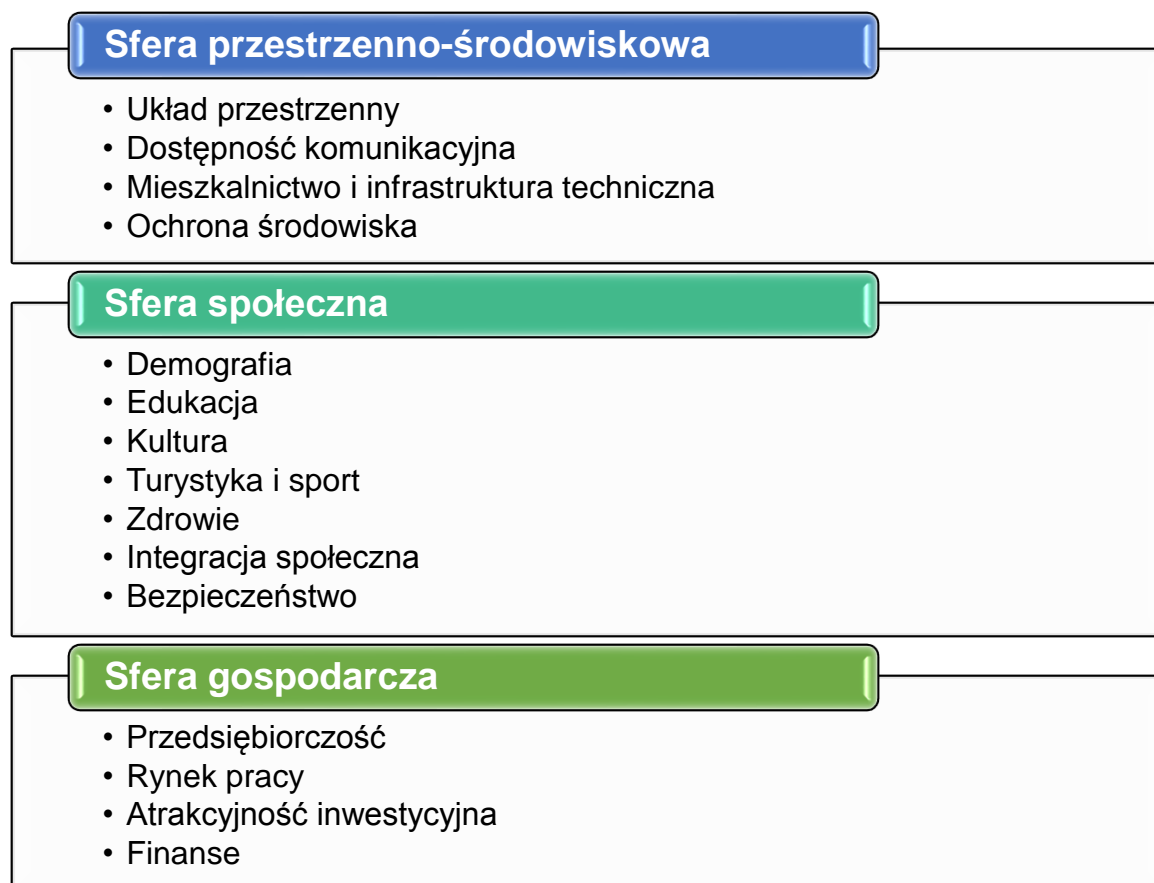 Sfera przestrzenno-środowiskowa
• Układ przestrzenny
• Dostępność komunikacyjna
• Mieszkalnictwo i infrastruktura techniczna
• Ochrona środowiska
Sfera społeczna
• Demografia
• Edukacja
• Kultura
• Turystyka i sport
• Zdrowie
• Integracja społeczna
• Bezpieczeństwo
Sfera gospodarcza
• Przedsiębiorczość
• Rynek pracy
• Atrakcyjność inwestycyjna
• Finanse